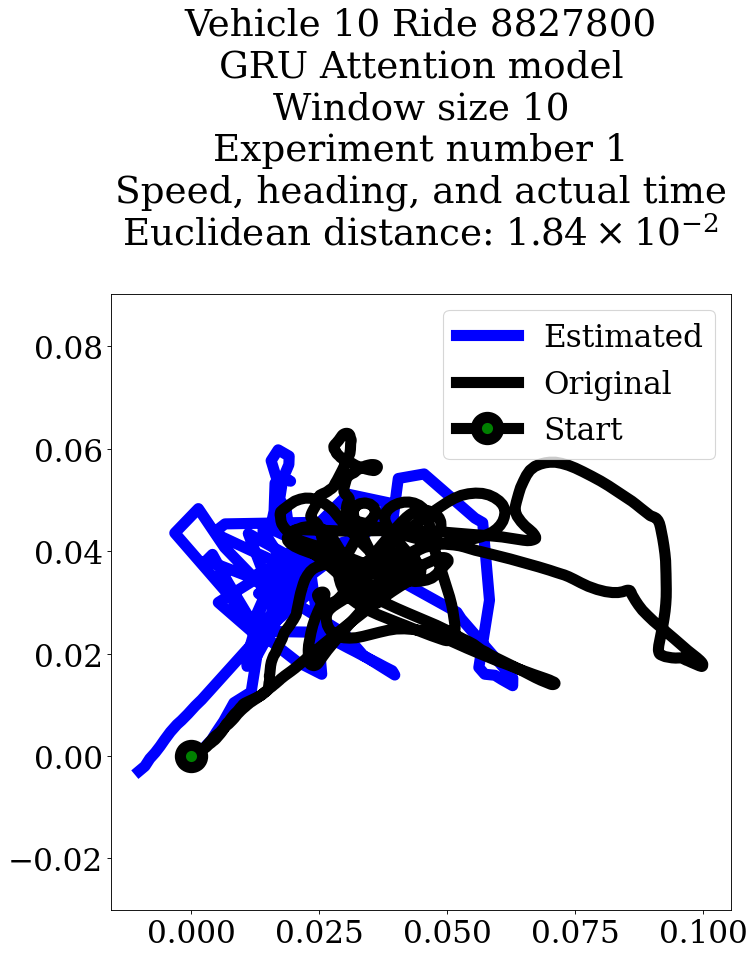 Vehicle 10 Ride 8827800
GRU Attention model
Window size 10
Experiment number 1
Speed, heading, and actual time
Euclidean distance: 1.84 × 10⁻²
Estimated
Original
Start
0.08
0.06
0.04
0.02
0.00
−0.02
0.000 0.025 0.050 0.075 0.100